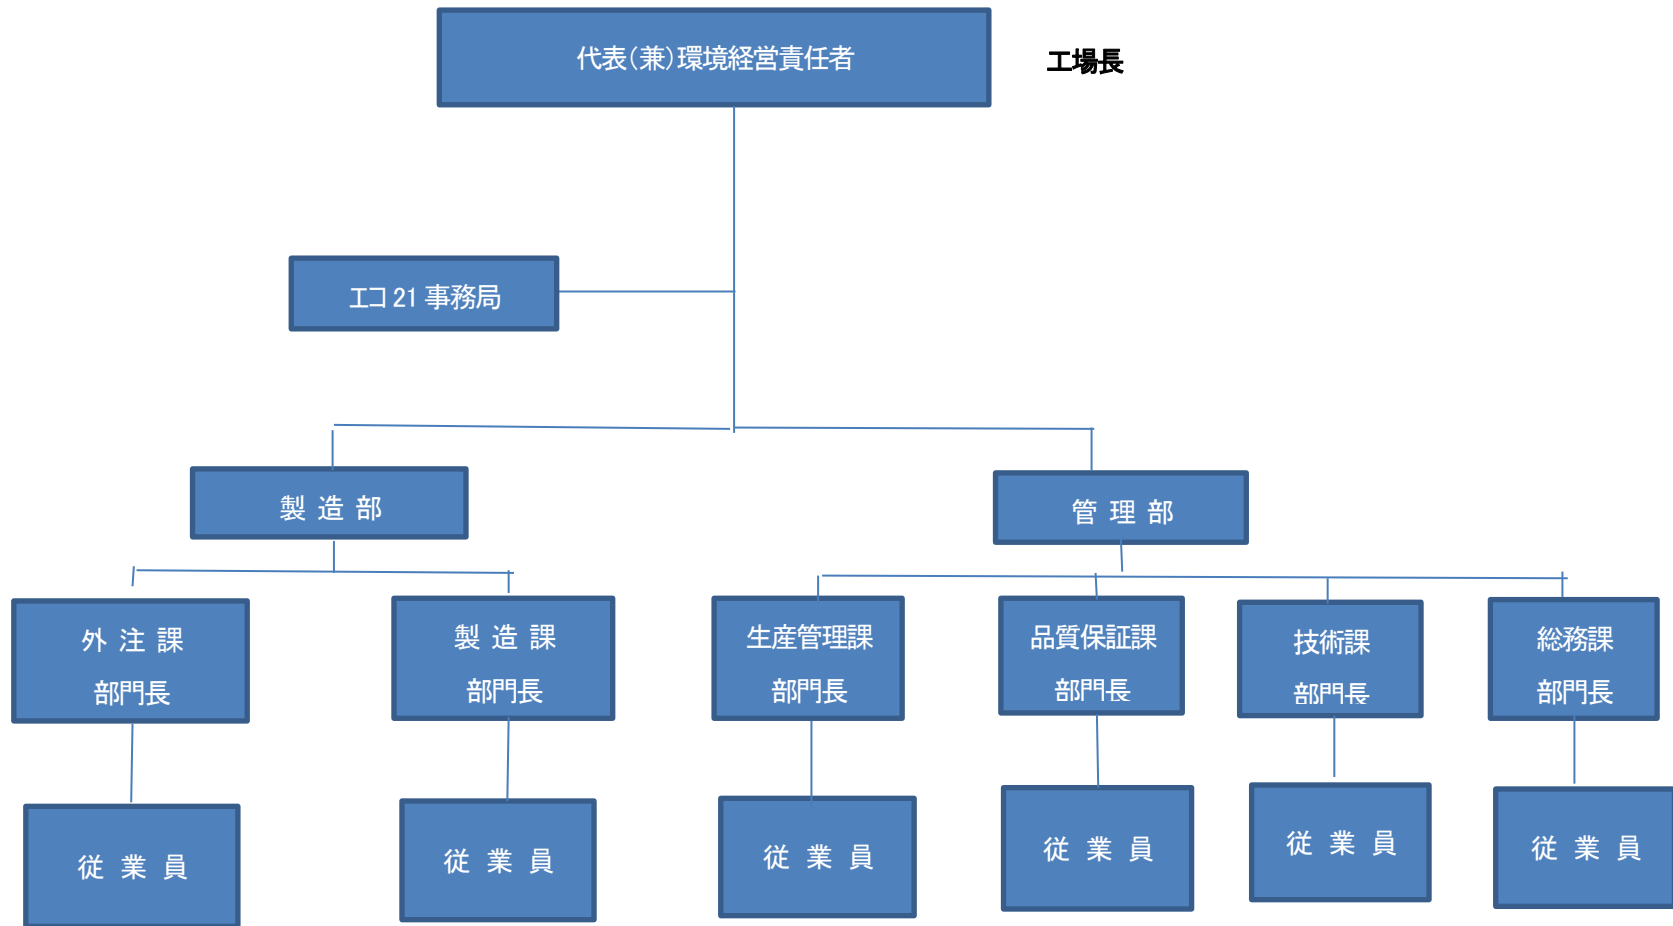 代表（兼）環境経営責任者
工場長
エコ 21 事務局
製 造 部
管 理 部
外 注 課
部門長
製 造 課
部門長
生産管理課
部門長
品質保証課
部門長
技術課
部門長
総務課
部門長
従 業 員
従 業 員
従 業 員
従 業 員
従 業 員
従 業 員